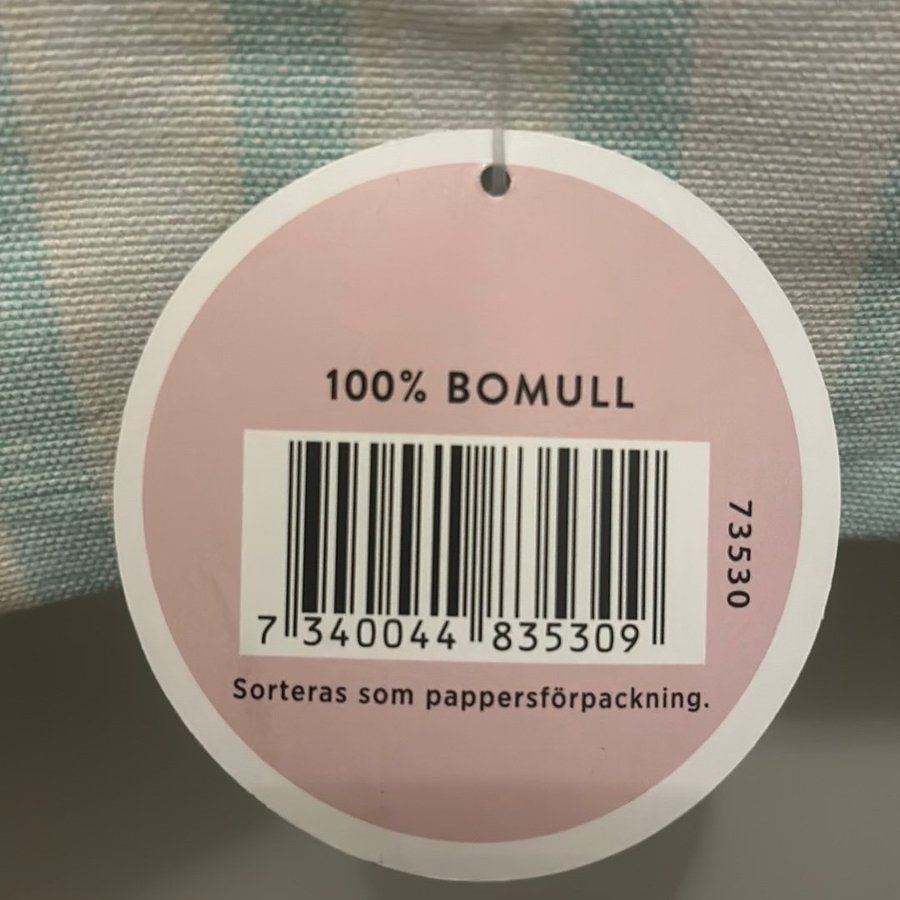 100% BOMULL
73530
7 340044 835309
Sorteras som pappersförpackning.